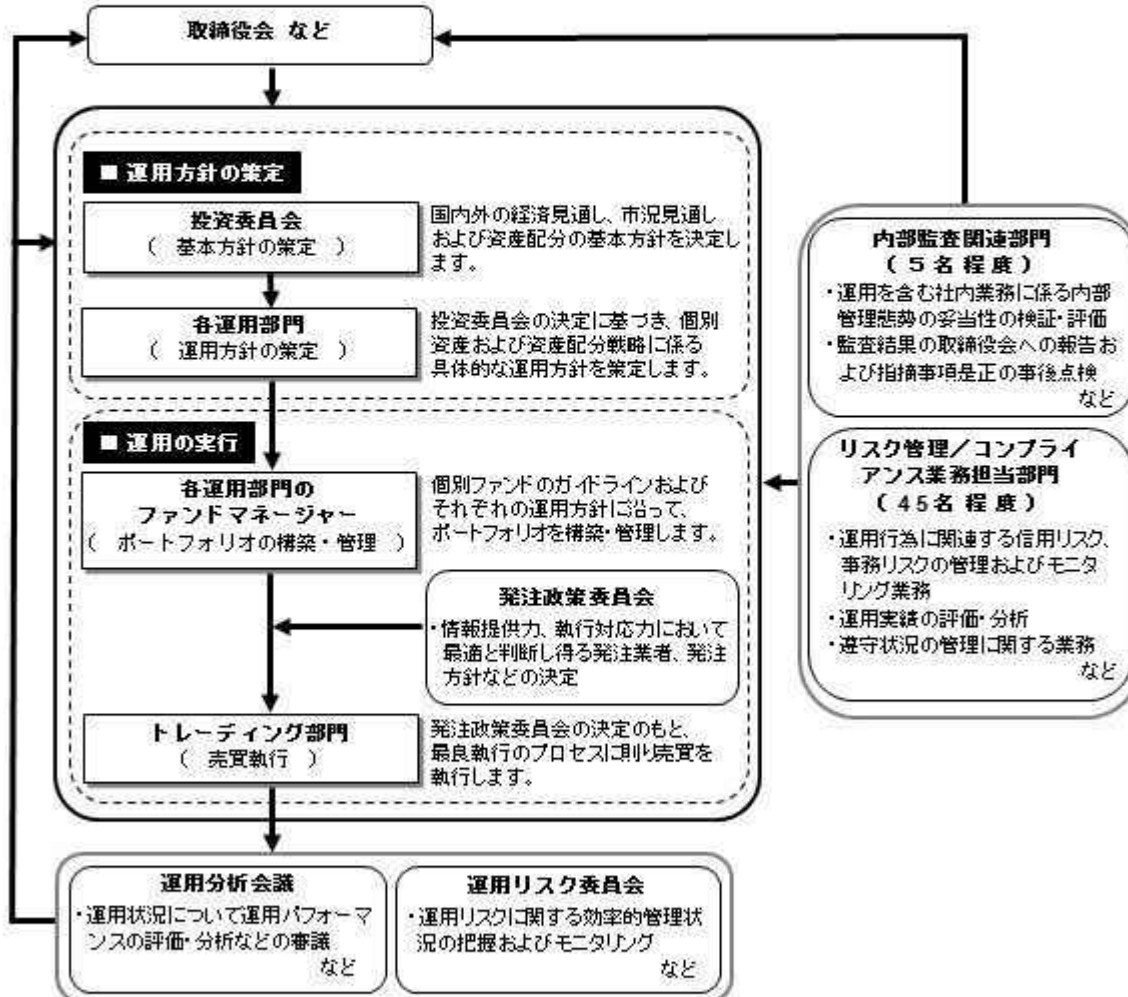 取締役会 など
■ 運用方針の策定
投資委員会
( 基本方針の策定 )
国内外の経済見通し、市況見通し
および資産配分の基本方針を決定し
ます。
各運用部門
( 運用方針の策定 )
投資委員会の決定に基づき、個別
資産および資産配分戦略に係る
具体的な運用方針を策定します。
■ 運用の実行
各運用部門の
ファンドマネージャー
( ポートフォリオの構築・管理 )
個別ファンドのガイドラインおよび
それぞれの運用方針に沿って、
ポートフォリオを構築・管理します。
発注政策委員会
・情報提供力、執行対応力において
最適と判断し得る発注業者、発注
方針などの決定
トレーディング部門
( 売買執行 )
発注政策委員会の決定のもと、
最良執行のプロセスに則り売買を
執行します。
運用分析会議
・運用状況について運用パフォーマ
ンスの評価・分析などの審議
など
運用リスク委員会
・運用リスクに関する効率的管理状
況の把握およびモニタリング
など
内部監査関連部門
( 5名程度 )
・運用を含む社内業務に係る内部
管理態勢の妥当性の検証・評価
・監査結果の取締役会への報告お
よび指摘事項是正の事後点検
など
リスク管理／コンプライ
アンス業務担当部門
( 45名程度 )
・運用行為に関連する信用リスク、
事務リスクの管理およびモニタ
リング業務
・運用実績の評価・分析
・遵守状況の管理に関する業務
など